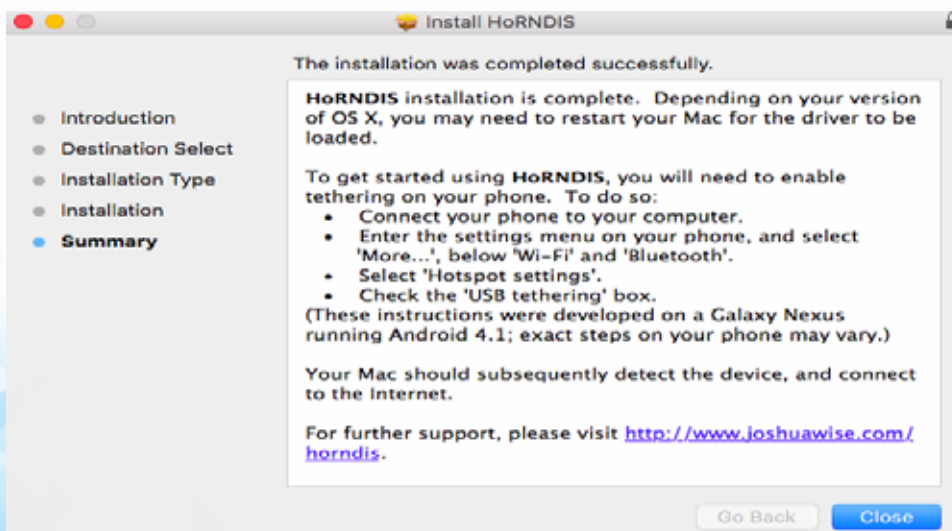 Install HoRNDIS
The installation was completed successfully.
Introduction
Destination Select
Installation Type
Installation
Summary
HoRNDIS installation is complete. Depending on your version
of OS X, you may need to restart your Mac for the driver to be
loaded.
To get started using HoRNDIS, you will need to enable
tethering on your phone. To do so:
• Connect your phone to your computer.
• Enter the settings menu on your phone, and select
'More...', below 'Wi-Fi' and 'Bluetooth'.
• Select 'Hotspot settings'.
• Check the 'USB tethering' box.
(These instructions were developed on a Galaxy Nexus
running Android 4.1; exact steps on your phone may vary.)
Your Mac should subsequently detect the device, and connect
to the Internet.
For further support, please visit http://www.joshuawise.com/
horndis.
Go Back
Close